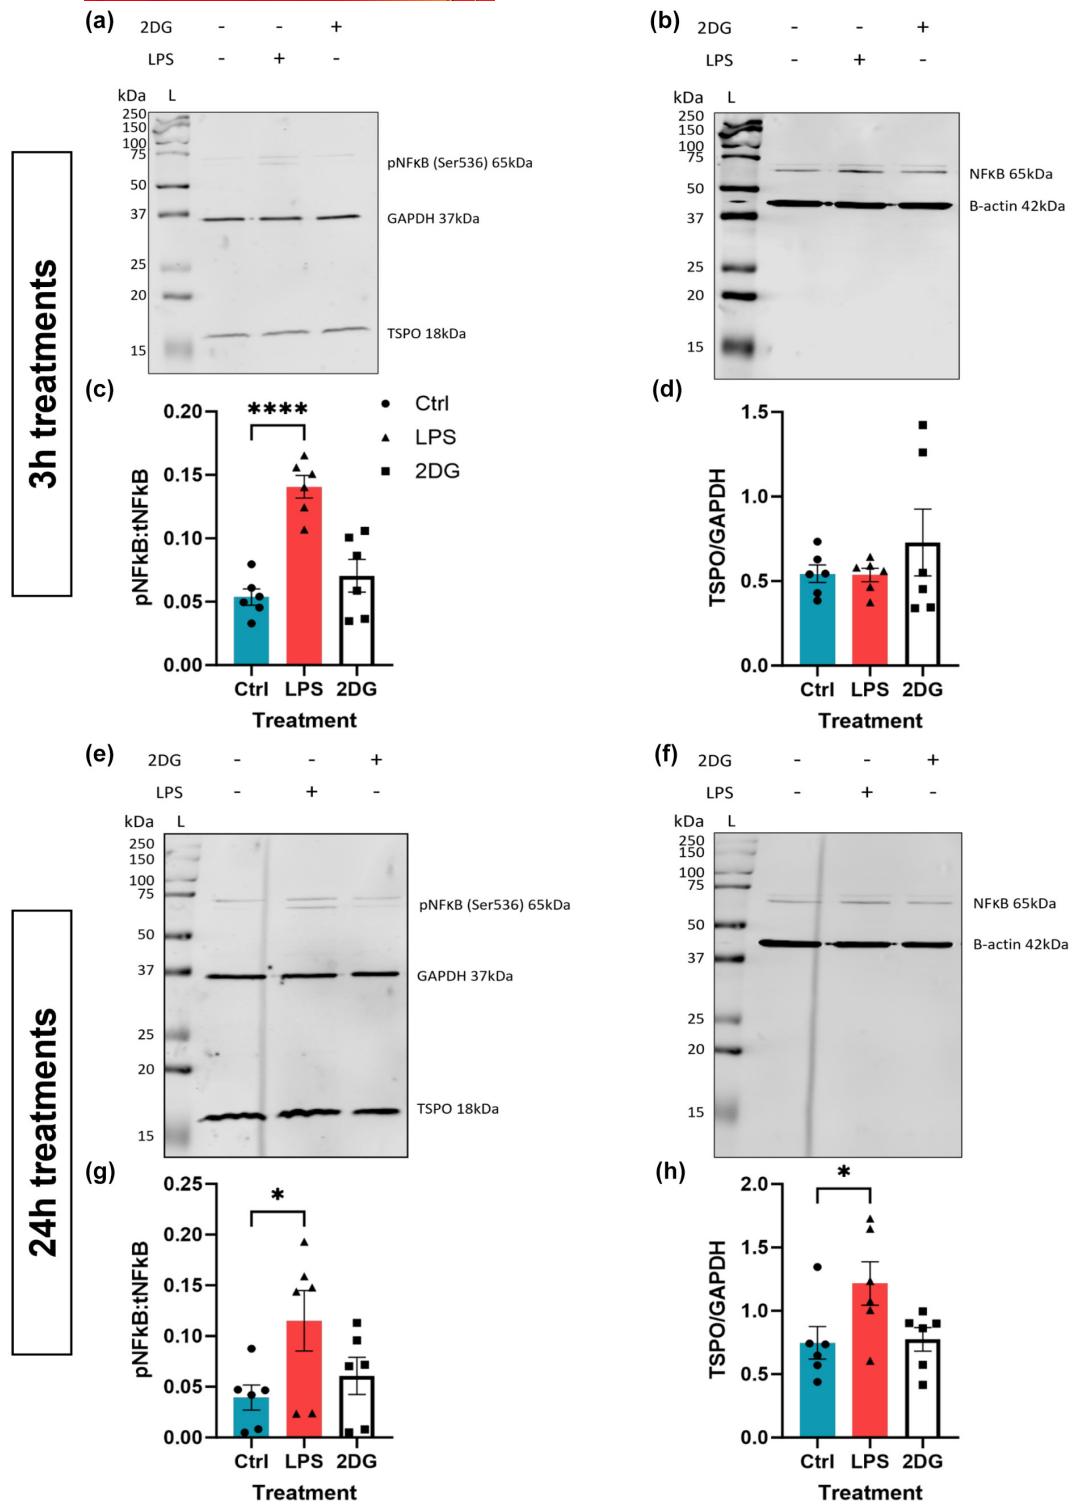 (a)
2DG - - +
LPS - + -
kDa L
250
150
100
75
50
37
25
20
15
pNFκB (Ser536) 65kDa
GAPDH 37kDa
TSPO 18kDa
(b)
2DG - - +
LPS - + -
kDa L
250
150
100
75
50
37
25
20
15
NFκB 65kDa
B-actin 42kDa
3h treatments
(c)
pNFkB:tNFkB
0.20
0.15
0.10
0.05
0.00
****
Ctrl
LPS
2DG
Ctrl LPS 2DG
Treatment
(d)
TSPO/GAPDH
1.5
1.0
0.5
0.0
Ctrl LPS 2DG
Treatment
(e)
2DG - - +
LPS - + -
kDa L
250
150
100
75
50
37
25
20
15
pNFκB (Ser536) 65kDa
GAPDH 37kDa
TSPO 18kDa
(f)
2DG - - +
LPS - + -
kDa L
250
150
100
75
50
37
25
20
15
NFκB 65kDa
B-actin 42kDa
24h treatments
(g)
pNFkB:tNFkB
0.25
0.20
0.15
0.10
0.05
0.00
*
Ctrl LPS 2DG
Treatment
(h)
TSPO/GAPDH
2.0
1.5
1.0
0.5
0.0
*
Ctrl LPS 2DG
Treatment